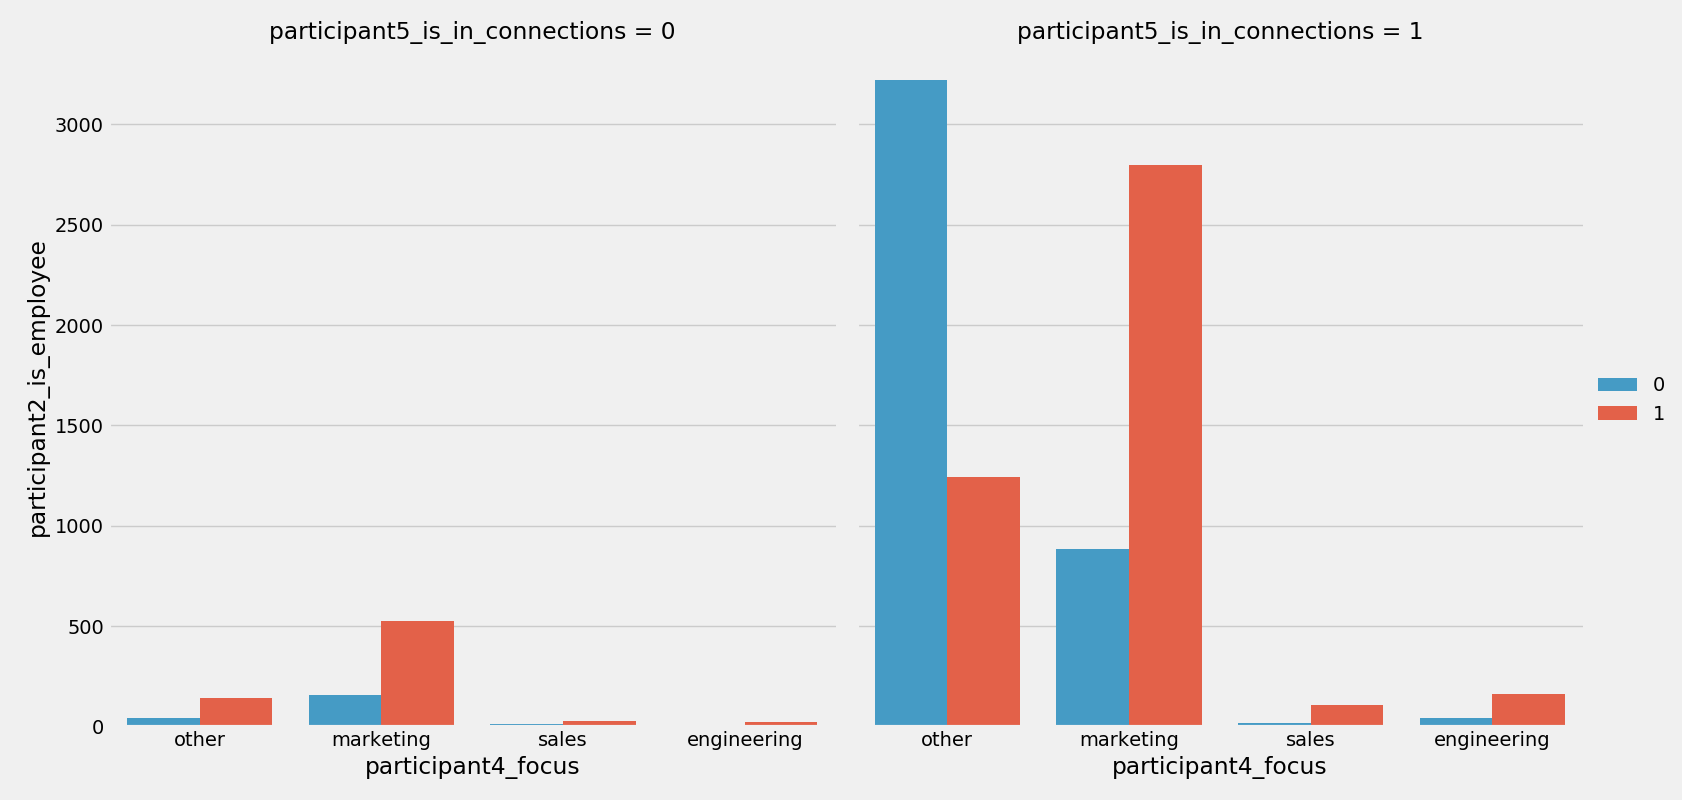 participant5_is_in_connections = 0
participant5_is_in_connections = 1
participant2_is_employee
3000
2500
2000
1500
1000
500
0
other marketing sales engineering
other marketing sales engineering
participant4_focus
participant4_focus
0
1